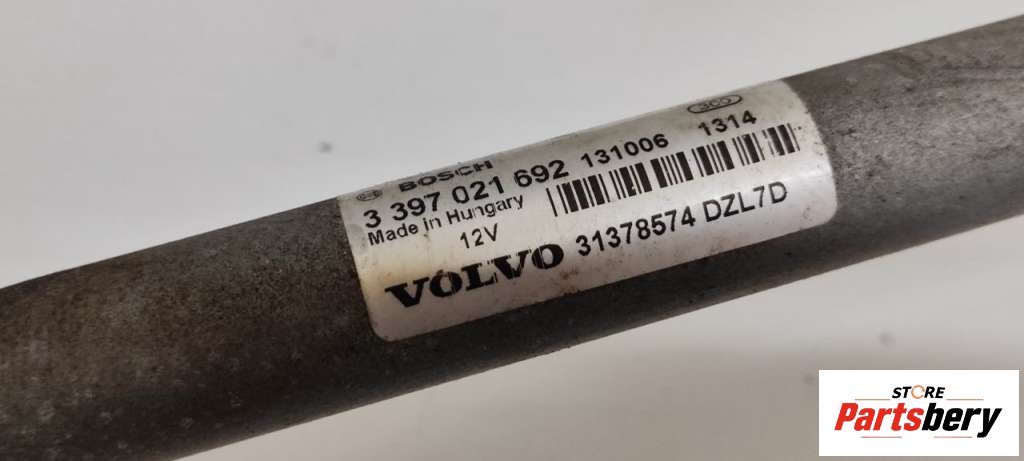 BOSCH
3 397 021 692 131006 1314
Made in Hungary
12V
VOLVO 31378574 DZL7D
STORE
Partsbery